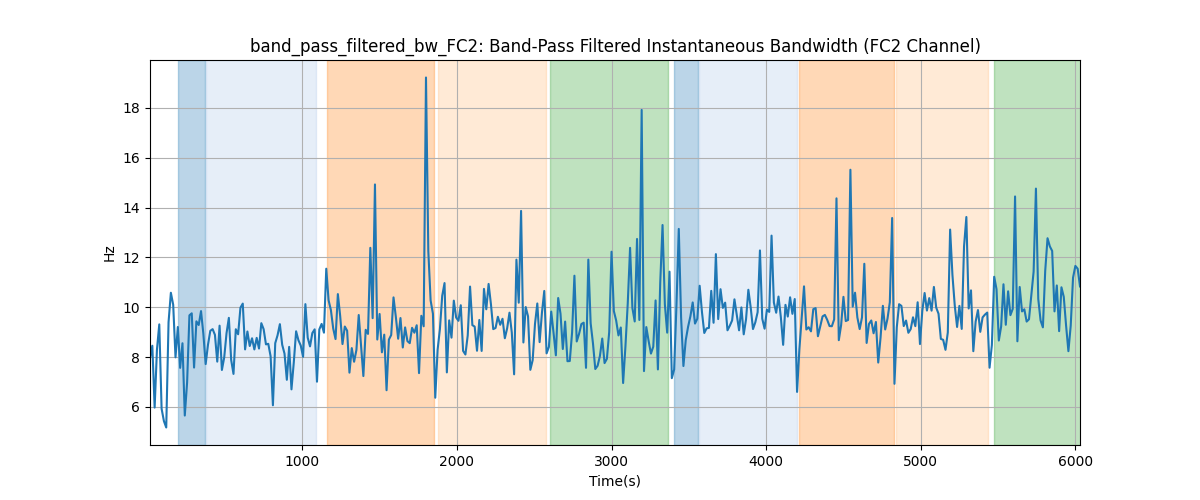 band_pass_filtered_bw_FC2: Band-Pass Filtered Instantaneous Bandwidth (FC2 Channel)
18
16
14
12
10
8
6
Hz
1000 2000 3000 4000 5000 6000
Time(s)